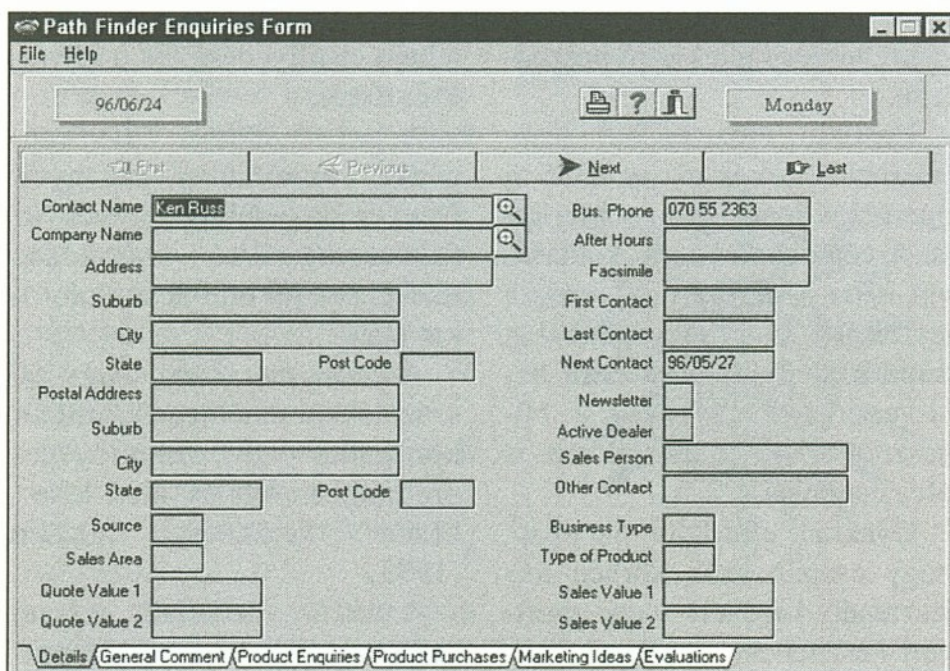 Path Finder Enquiries Form
File Help
96/06/24 Monday
First Previous Next Last
Contact Name Ken Russ Bus. Phone 070 55 2363
Company Name After Hours
Address Facsimile
Suburb First Contact
City Last Contact
State Post Code Next Contact 96/05/27
Postal Address Newsletter
Suburb Active Dealer
City Sales Person
State Post Code Other Contact
Source Business Type
Sales Area Type of Product
Quote Value 1 Sales Value 1
Quote Value 2 Sales Value 2
Details General Comment Product Enquiries Product Purchases Marketing Ideas Evaluations